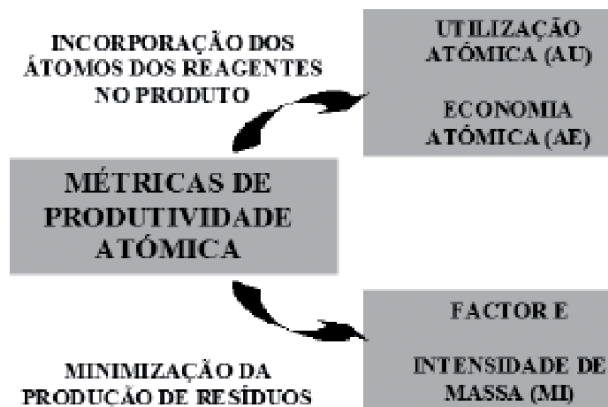 INCORPORAÇÃO DOS
ÁTOMOS DOS REAGENTES
NO PRODUTO
UTILIZAÇÃO
ATÓMICA (AU)
ECONOMIA
ATÓMICA (AE)
MÉTRICAS DE
PRODUTIVIDADE
ATÓMICA
MINIMIZAÇÃO DA
PRODUÇÃO DE RESÍDUOS
FACTOR E
INTENSIDADE DE
MASSA (MI)